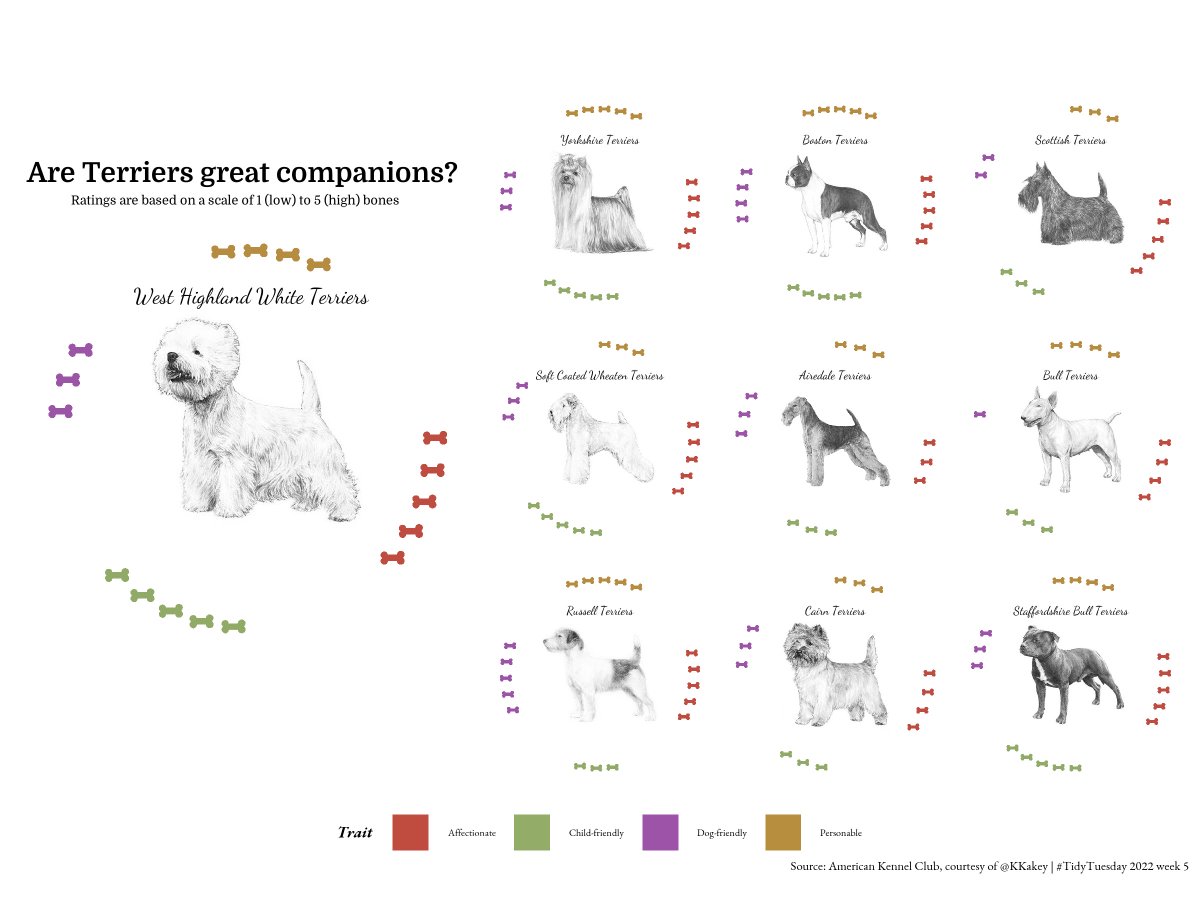 Are Terriers great companions?
Ratings are based on a scale of 1 (low) to 5 (high) bones
West Highland White Terriers
Yorkshire Terriers
Boston Terriers
Scottish Terriers
Soft Coated Wheaten Terriers
Airedale Terriers
Bull Terriers
Russell Terriers
Cairn Terriers
Staffordshire Bull Terriers
Trait
Affectionate
Child-friendly
Dog-friendly
Personable
Source: American Kennel Club, courtesy of @KKakey | #TidyTuesday 2022 week 5